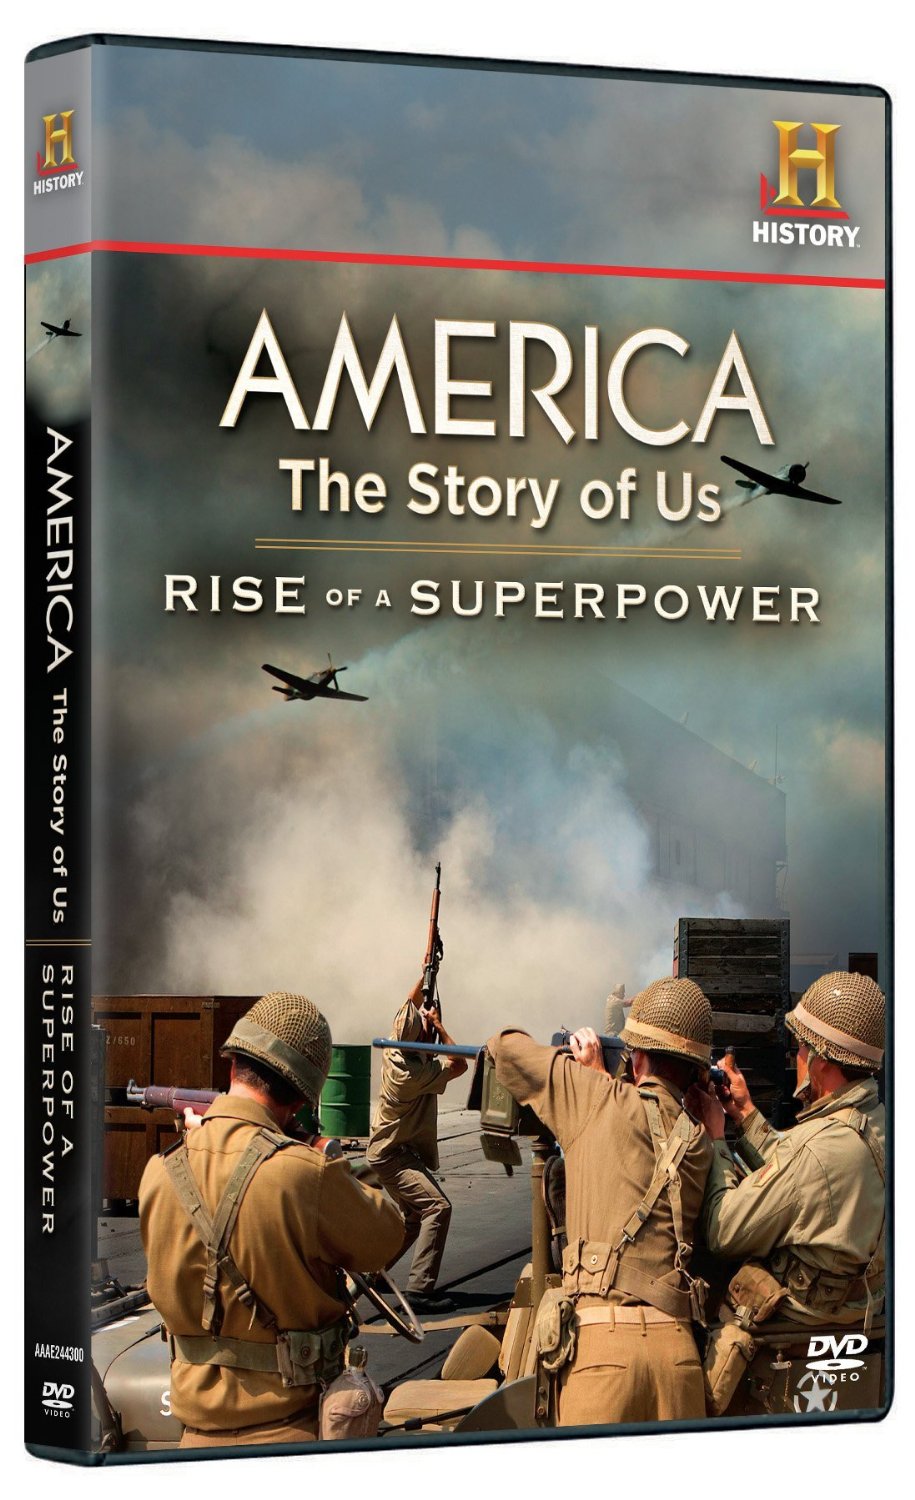 H
HISTORY
AMERICA
The Story of Us
RISE OF A
SUPERPOWER
AAAE244300
DVD
VIDEO
H
HISTORY
AMERICA
The Story of Us
RISE OF A SUPERPOWER
Z/650
S
DVD
VIDEO